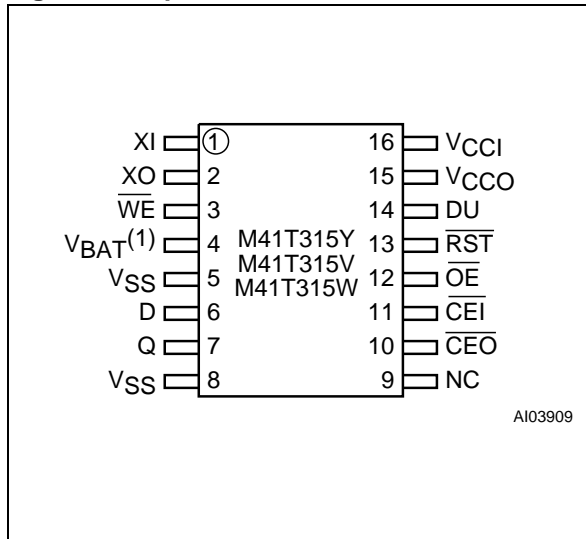 XI 1 16 VCCI
XO 2 15 VCCO
WE 3 14 DU
VBAT(1) 4 M41T315Y 13 RST
M41T315V
VSS 5 M41T315W 12 OE
D 6 11 CEI
Q 7 10 CEO
VSS 8 9 NC
AI03909